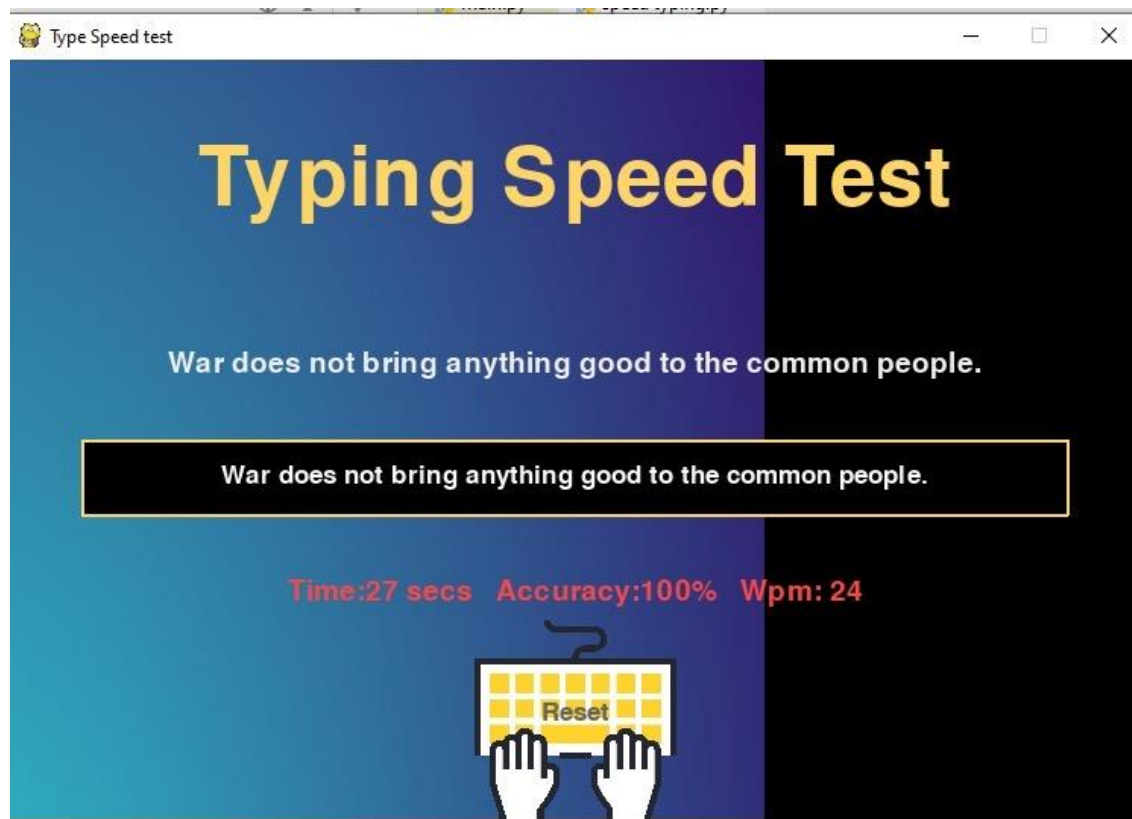 Type Speed test
Typing Speed Test
War does not bring anything good to the common people.
War does not bring anything good to the common people.
Time:27 secs Accuracy:100% Wpm: 24
Reset